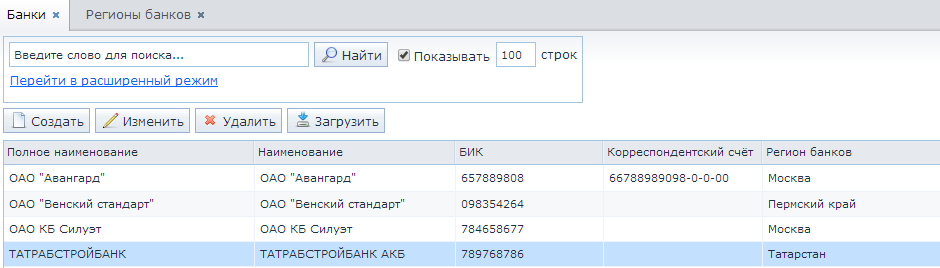 Банки × Регионы банков ×
Введите слово для поиска... Найти Показывать 100 строк
Перейти в расширенный режим
Создать Изменить Удалить Загрузить
Полное наименование Наименование БИК Корреспондентский счёт Регион банков
ОАО "Авангард" ОАО "Авангард" 657889808 66788989098-0-0-00 Москва
ОАО "Венский стандарт" ОАО "Венский стандарт" 098354264 Пермский край
ОАО КБ Силуэт ОАО КБ Силуэт 784658677 Москва
ТАТРАБСТРОЙБАНК ТАТРАБСТРОЙБАНК АКБ 789768786 Татарстан